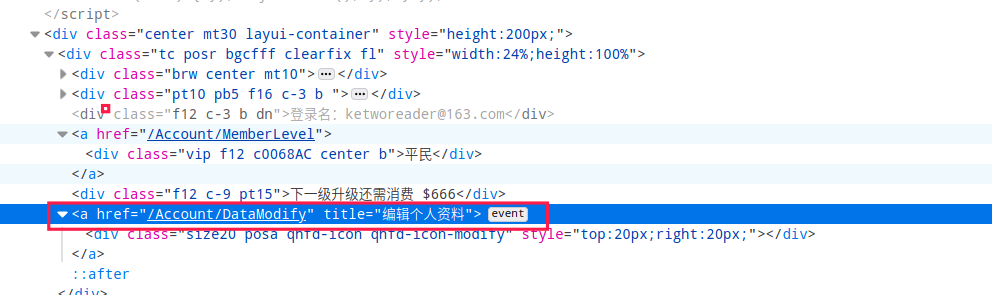 </script>
<div class="center mt30 layui-container" style="height:200px;">
<div class="tc posr bgcfff clearfix fl" style="width:24%;height:100%">
<div class="brw center mt10">⋯</div>
<div class="pt10 pb5 f16 c-3 b ">⋯</div>
<div class="f12 c-3 b dn">登录名：ketworeader@163.com</div>
<a href="/Account/MemberLevel">
<div class="vip f12 c0068AC center b">平民</div>
</a>
<div class="f12 c-9 pt15">下一级升级还需消费 $666</div>
<a href="/Account/DataModify" title="编辑个人资料"> event
<div class="size20 posa qhfd-icon qhfd-icon-modify" style="top:20px;right:20px;"></div>
</a>
::after
</div>